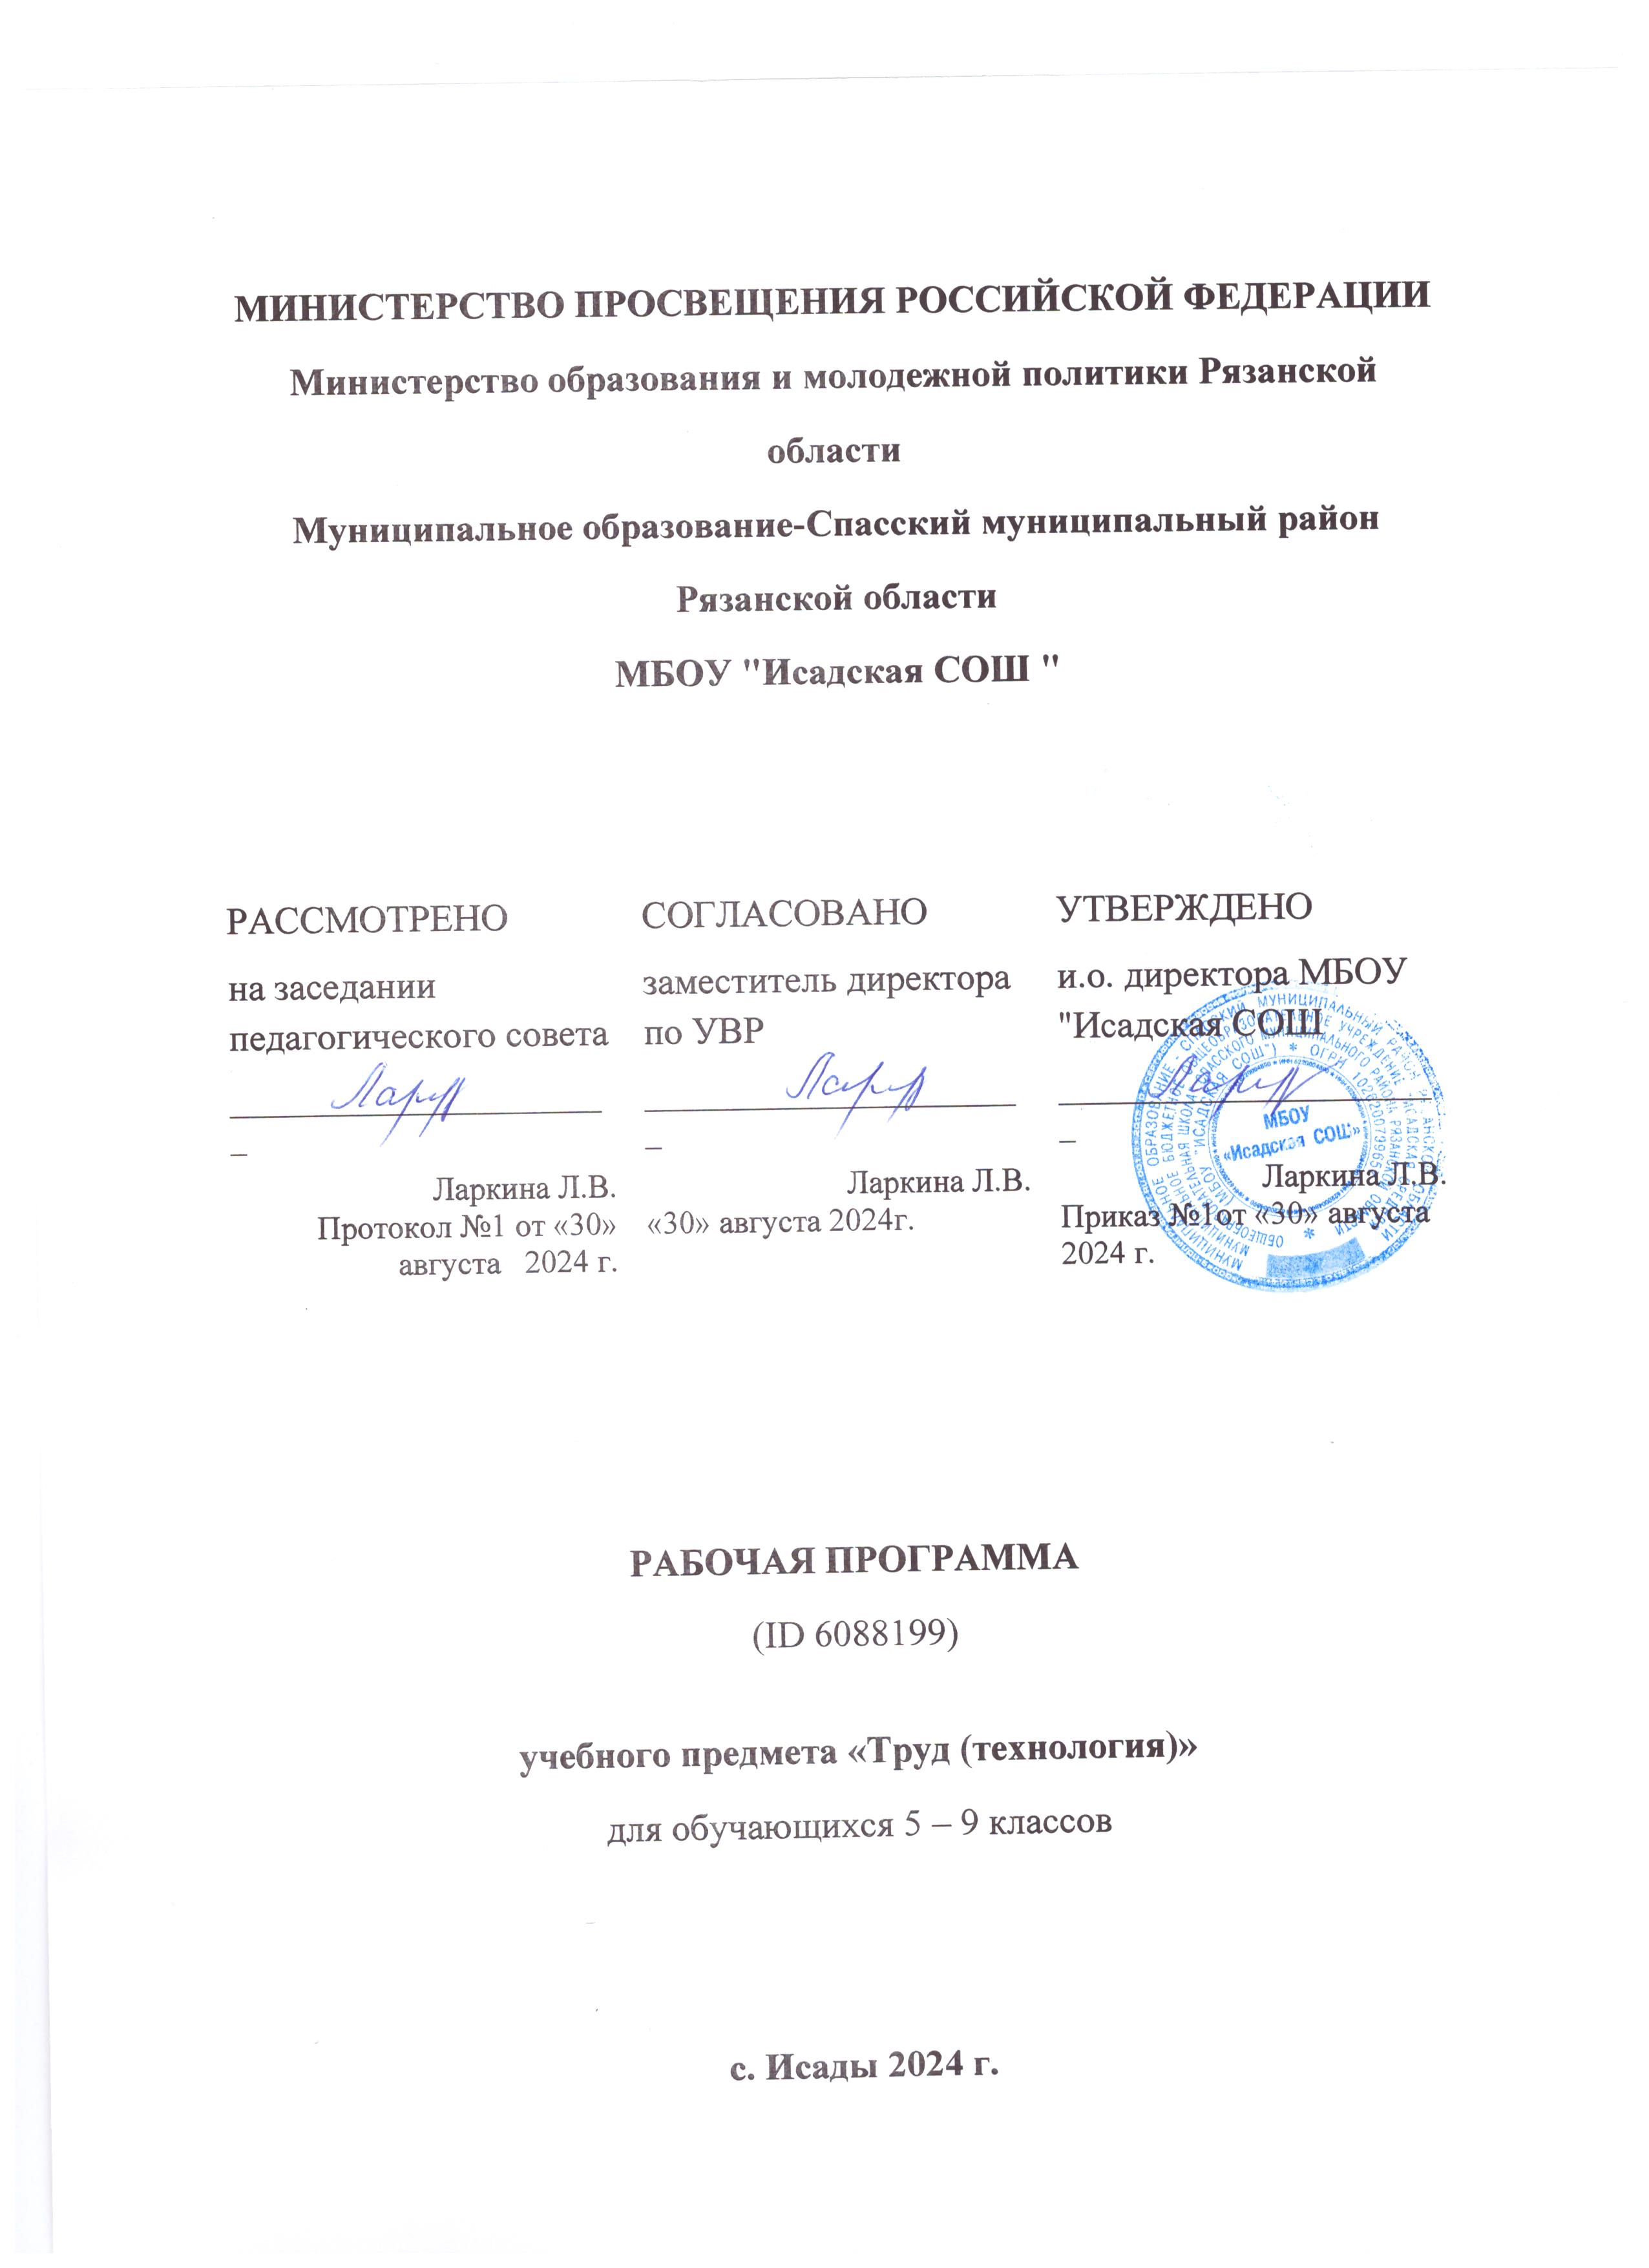 МИНИСТЕРСТВО ПРОСВЕЩЕНИЯ РОССИЙСКОЙ ФЕДЕРАЦИИ
Министерство образования и молодежной политики Рязанской
области
Муниципальное образование-Спасский муниципальный район
Рязанской области
МБОУ "Исадская СОШ "
РАССМОТРЕНО
на заседании
педагогического совета
Ларкина Л.В.
Протокол №1 от «30»
августа 2024 г.
СОГЛАСОВАНО
заместитель директора
по УВР
Ларкина Л.В.
«30» августа 2024г.
УТВЕРЖДЕНО
и.о. директора МБОУ
"Исадская СОШ
МБОУ
«Исадская СОШ»
Ларкина Л.В.
Приказ №1от «30» августа
2024 г.
РАБОЧАЯ ПРОГРАММА
(ID 6088199)
учебного предмета «Труд (технология)»
для обучающихся 5 – 9 классов
с. Исады 2024 г.